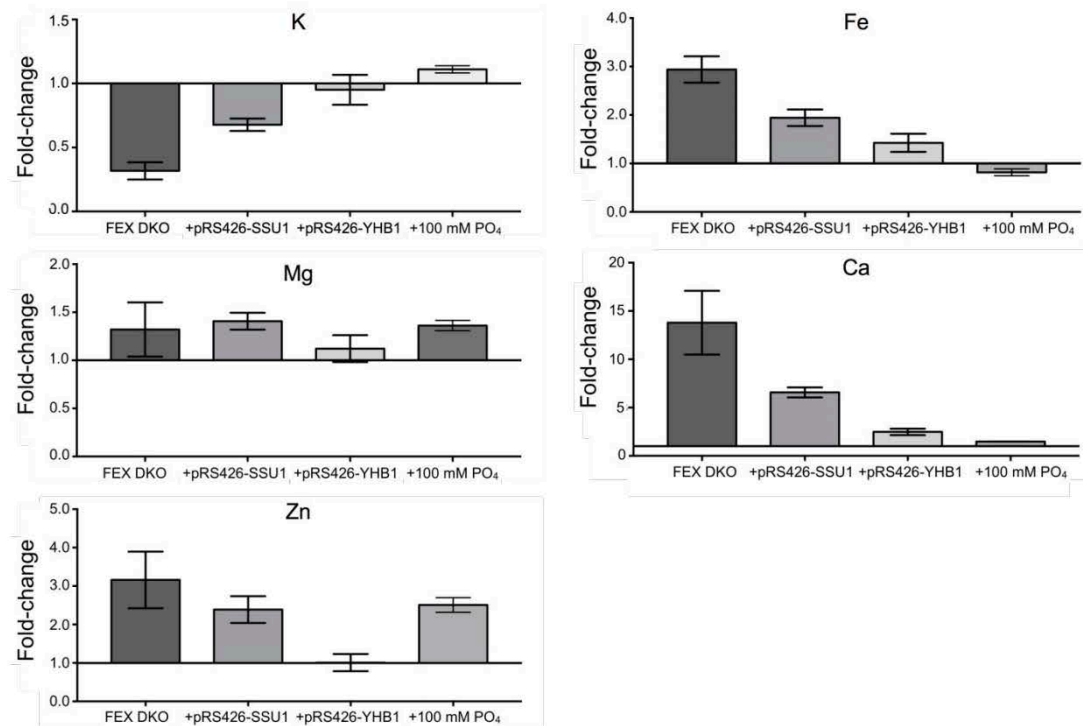 K
Fold-change
1.5
1.0
0.5
0.0
FEX DKO +pRS426-SSU1 +pRS426-YHB1 +100 mM PO₄
Fe
Fold-change
4.0
3.0
2.0
1.0
0.0
FEX DKO +pRS426-SSU1 +pRS426-YHB1 +100 mM PO₄
Mg
Fold-change
2.0
1.5
1.0
0.5
0.0
FEX DKO +pRS426-SSU1 +pRS426-YHB1 +100 mM PO₄
Ca
Fold-change
20
15
10
5
0
FEX DKO +pRS426-SSU1 +pRS426-YHB1 +100 mM PO₄
Zn
Fold-change
5.0
4.0
3.0
2.0
1.0
0.0
FEX DKO +pRS426-SSU1 +pRS426-YHB1 +100 mM PO₄